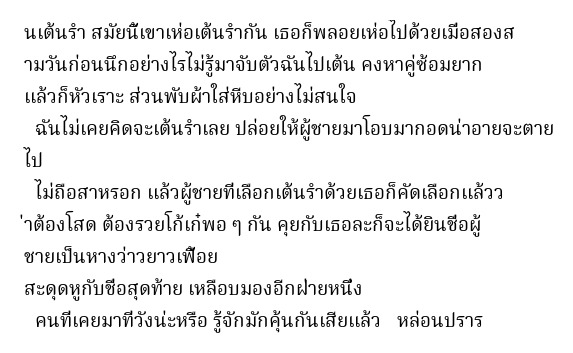 นเต้นรำ สมัยนี้เขาเห่อเต้นรำกัน เธอก็พลอยเห่อไปด้วยเมื่อสองส
ามวันก่อนนึกอย่างไรไม่รู้มาจับตัวฉันไปเต้น คงหาคู่ซ้อมยาก
แล้วก็หัวเราะ ส่วนพับผ้าใส่หีบอย่างไม่สนใจ
ฉันไม่เคยคิดจะเต้นรำเลย ปล่อยให้ผู้ชายมาโอบมากอดน่าอายจะตาย
ไป
ไม่ถือสาหรอก แล้วผู้ชายที่เลือกเต้นรำด้วยเธอก็คัดเลือกแล้วว
่าต้องโสด ต้องรวยโก้เก๋พอ ๆ กัน คุยกับเธอละก็จะได้ยินชื่อผู้
ชายเป็นหางว่าวยาวเฟื้อย
สะดุดหูกับชื่อสุดท้าย เหลือบมองอีกฝ่ายหนึ่ง
คนที่เคยมาที่วังน่ะหรือ รู้จักมักคุ้นกันเสียแล้ว หล่อนปราร